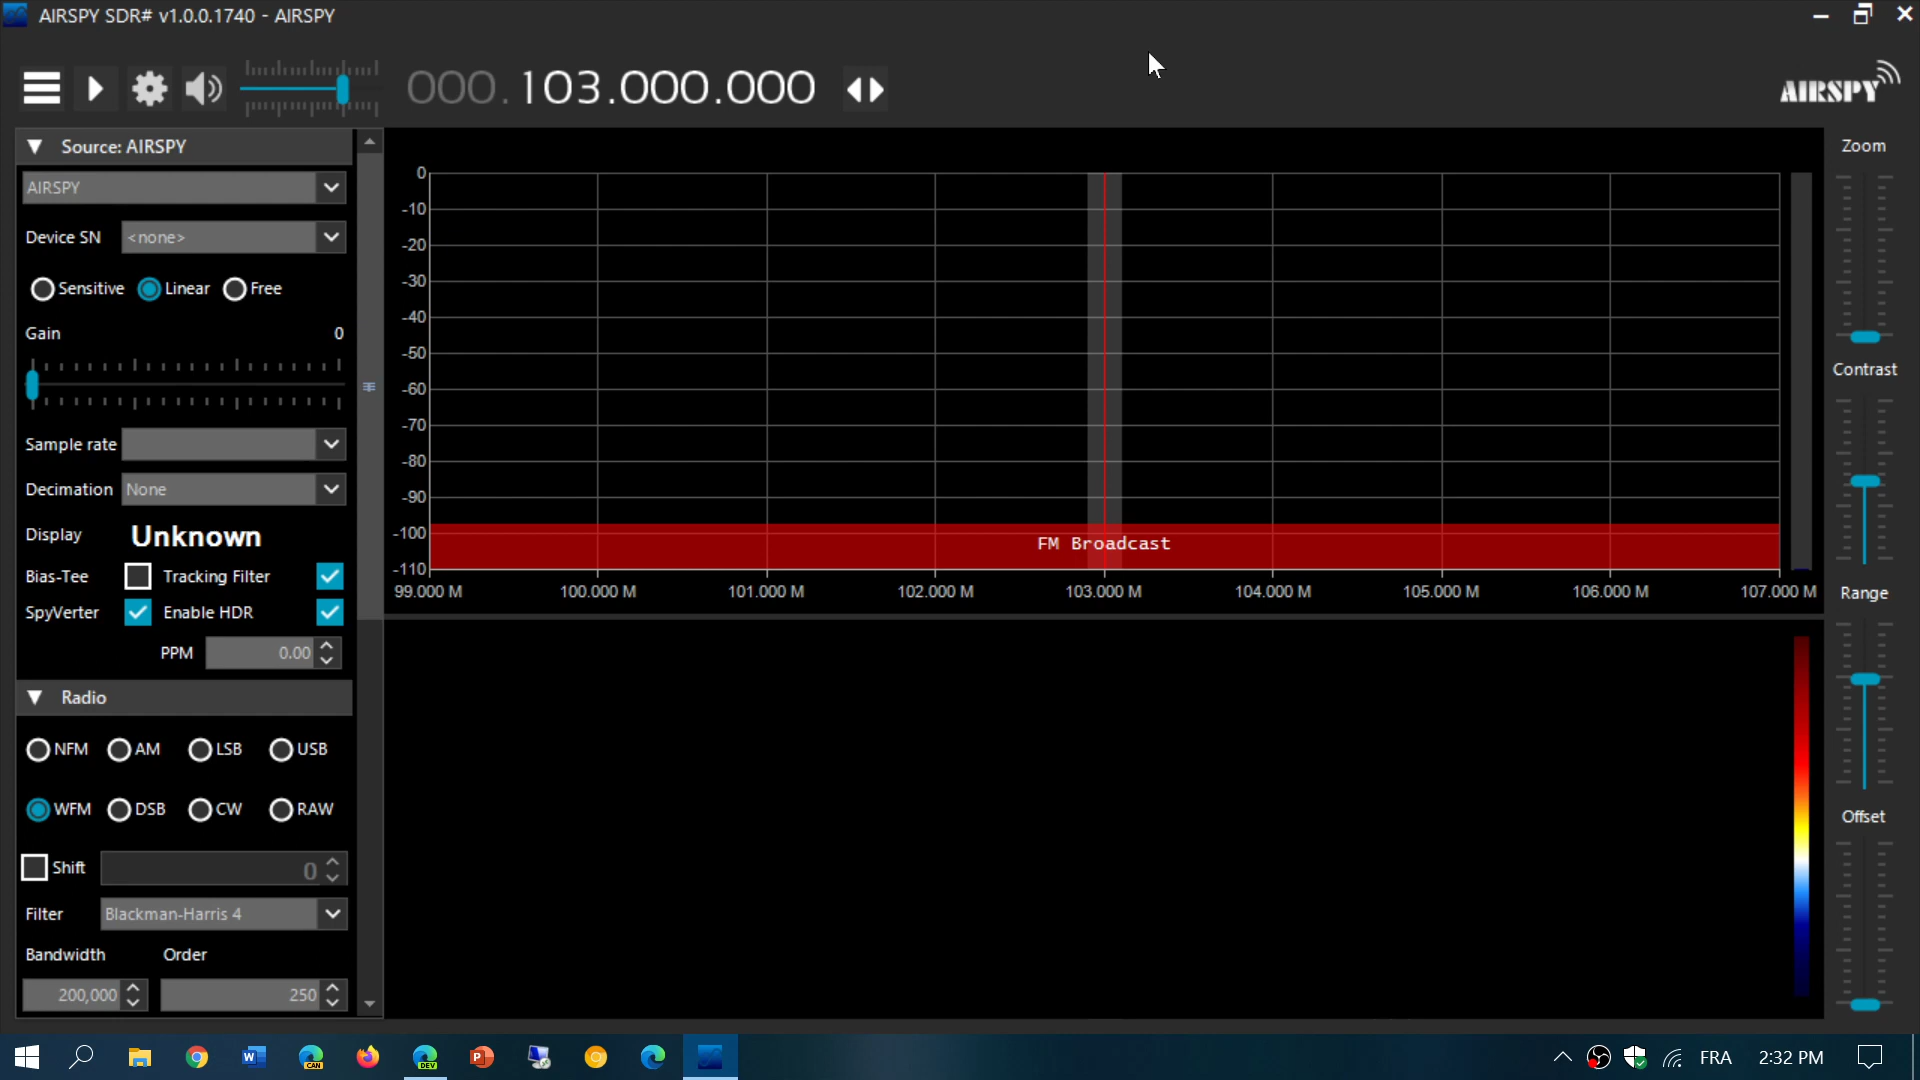 AIRSPY SDR# v1.0.0.1740 - AIRSPY
000.103.000.000
AIRSPY
Source: AIRSPY
AIRSPY
Device SN <none>
Sensitive Linear Free
Gain 0
Sample rate
Decimation None
Display Unknown
Bias-Tee Tracking Filter
SpyVerter Enable HDR
PPM 0.00
Radio
NFM AM LSB USB
WFM DSB CW RAW
Shift 0
Filter Blackman-Harris 4
Bandwidth Order
200,000 250
0
-10
-20
-30
-40
-50
-60
-70
-80
-90
-100
-110
FM Broadcast
99.000 M 100.000 M 101.000 M 102.000 M 103.000 M 104.000 M 105.000 M 106.000 M 107.000 M
Zoom
Contrast
Range
Offset
CAN
DEV
FRA 2:32 PM